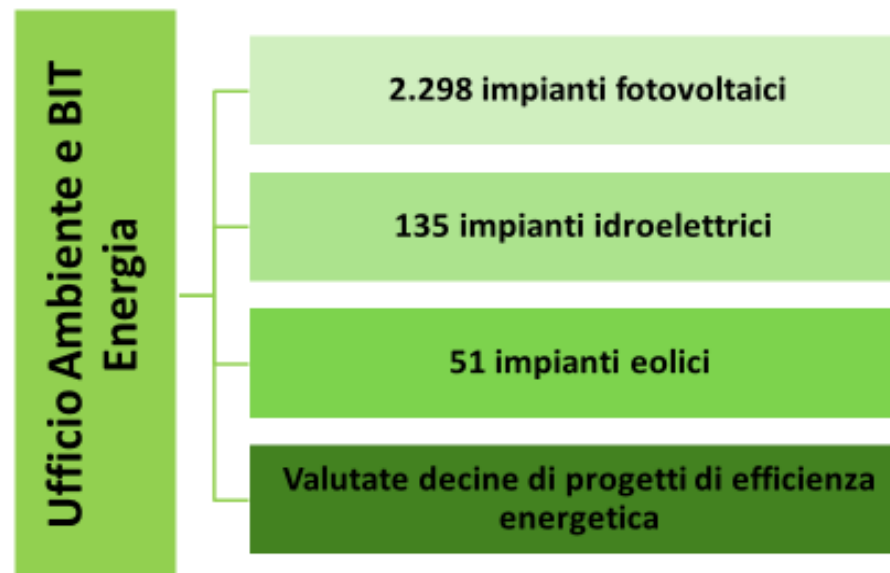 Ufficio Ambiente e BIT
Energia
2.298 impianti fotovoltaici
135 impianti idroelettrici
51 impianti eolici
Valutate decine di progetti di efficienza
energetica